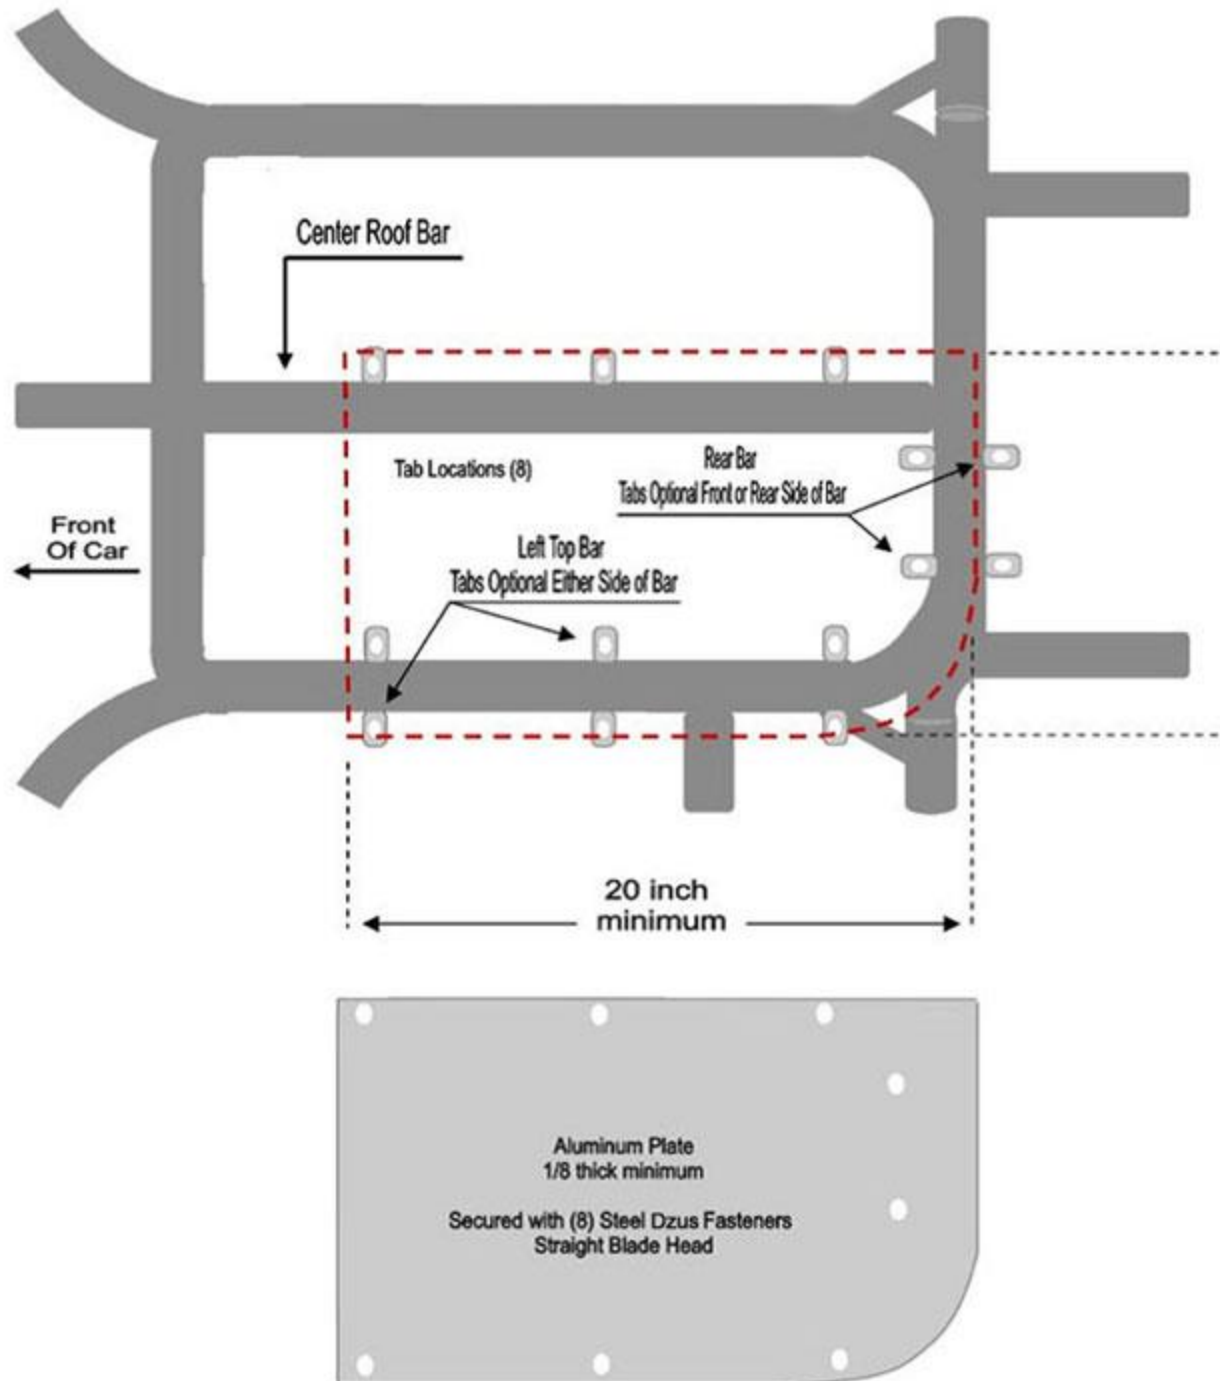 Center Roof Bar
Tab Locations (8)
Rear Bar
Tabs Optional Front or Rear Side of Bar
Front
Of Car
Left Top Bar
Tabs Optional Either Side of Bar
20 inch
minimum
Aluminum Plate
1/8 thick minimum
Secured with (8) Steel Dzus Fasteners
Straight Blade Head